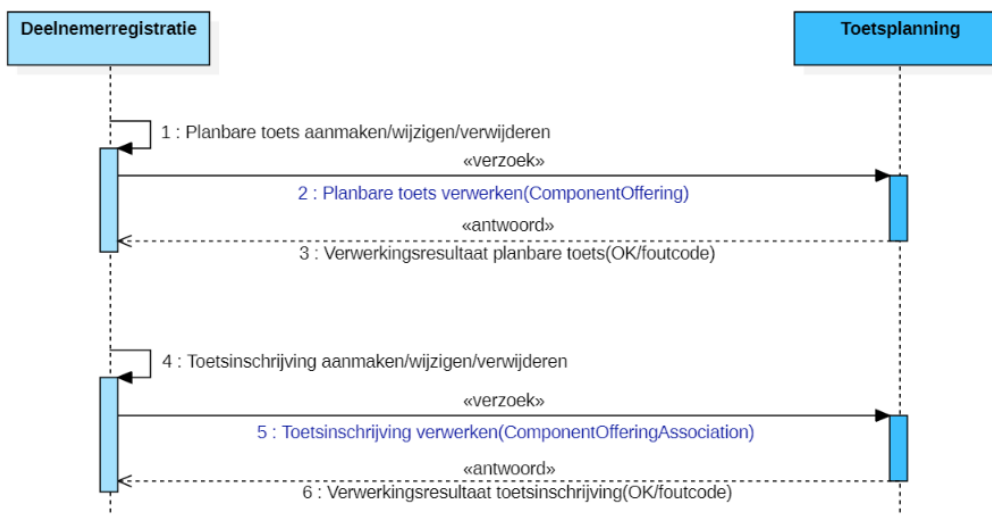 Deelnemerregistratie
Toetsplanning
1 : Planbare toets aanmaken/wijzigen/verwijderen
«verzoek»
2 : Planbare toets verwerken(ComponentOffering)
«antwoord»
3 : Verwerkingsresultaat planbare toets(OK/foutcode)
4 : Toetsinschrijving aanmaken/wijzigen/verwijderen
«verzoek»
5 : Toetsinschrijving verwerken(ComponentOfferingAssociation)
«antwoord»
6 : Verwerkingsresultaat toetsinschrijving(OK/foutcode)